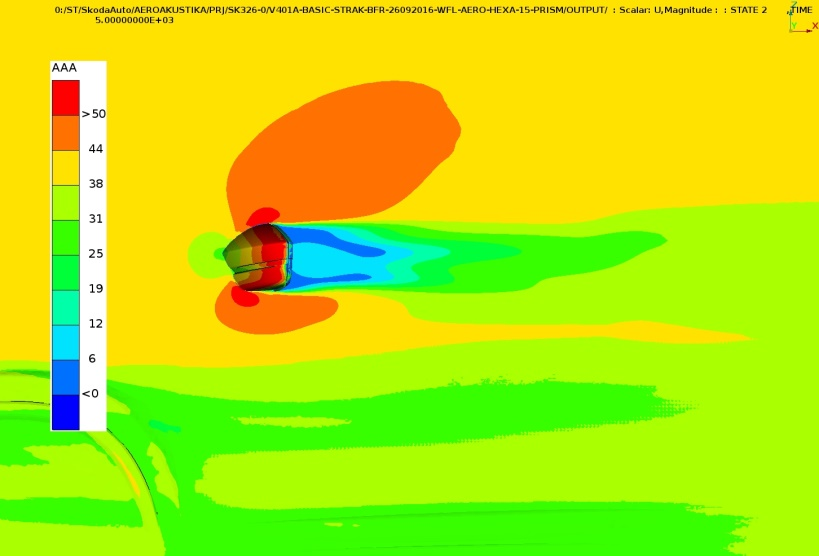 0:/ST/SkodaAuto/AEROAKUSTIKA/PRJ/SK326-0/V401A-BASIC-STRAK-BFR-26092016-WFL-AERO-HEXA-15-PRISM/OUTPUT/ : Scalar: U,Magnitude : : STATE 2 TIME
5.00000000E+03
Z
Y
X
AAA
>50
44
38
31
25
19
12
6
<0